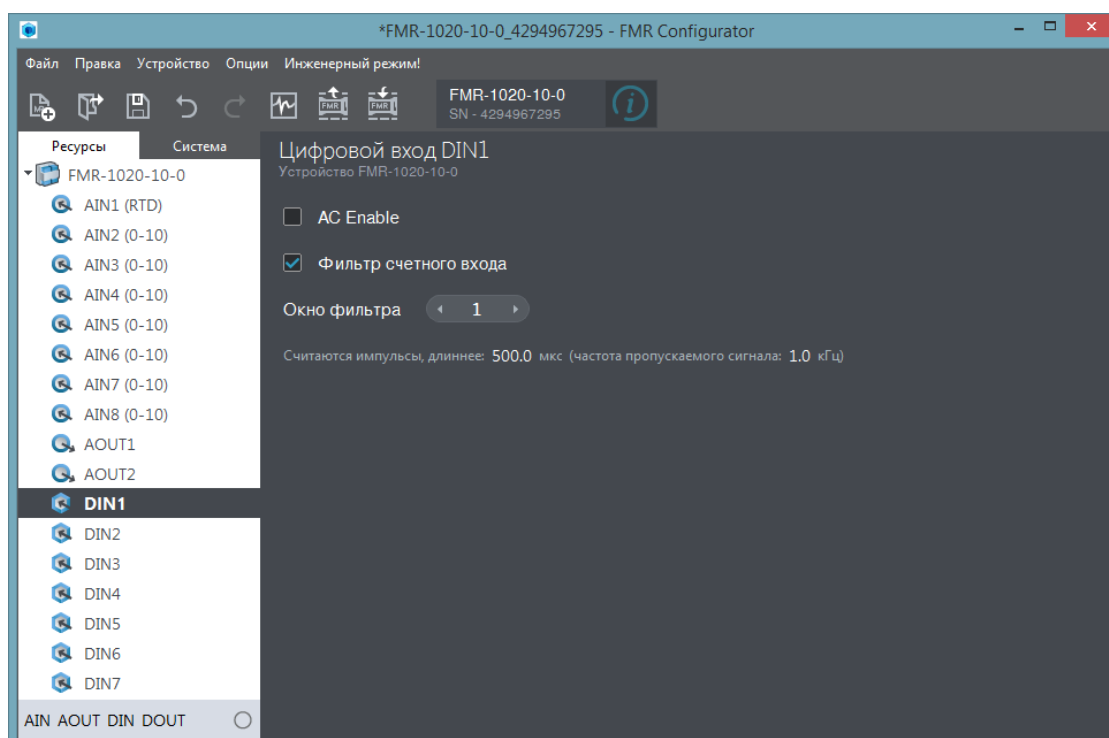 *FMR-1020-10-0_4294967295 - FMR Configurator
Файл Правка Устройство Опции Инженерный режим!
FMR FMR
FMR-1020-10-0
SN - 4294967295
Ресурсы Система
FMR-1020-10-0
AIN1 (RTD)
AIN2 (0-10)
AIN3 (0-10)
AIN4 (0-10)
AIN5 (0-10)
AIN6 (0-10)
AIN7 (0-10)
AIN8 (0-10)
AOUT1
AOUT2
DIN1
DIN2
DIN3
DIN4
DIN5
DIN6
DIN7
AIN AOUT DIN DOUT
Цифровой вход DIN1
Устройство FMR-1020-10-0
AC Enable
Фильтр счетного входа
Окно фильтра 1
Считаются импульсы, длиннее: 500.0 мкс (частота пропускаемого сигнала: 1.0 кГц)